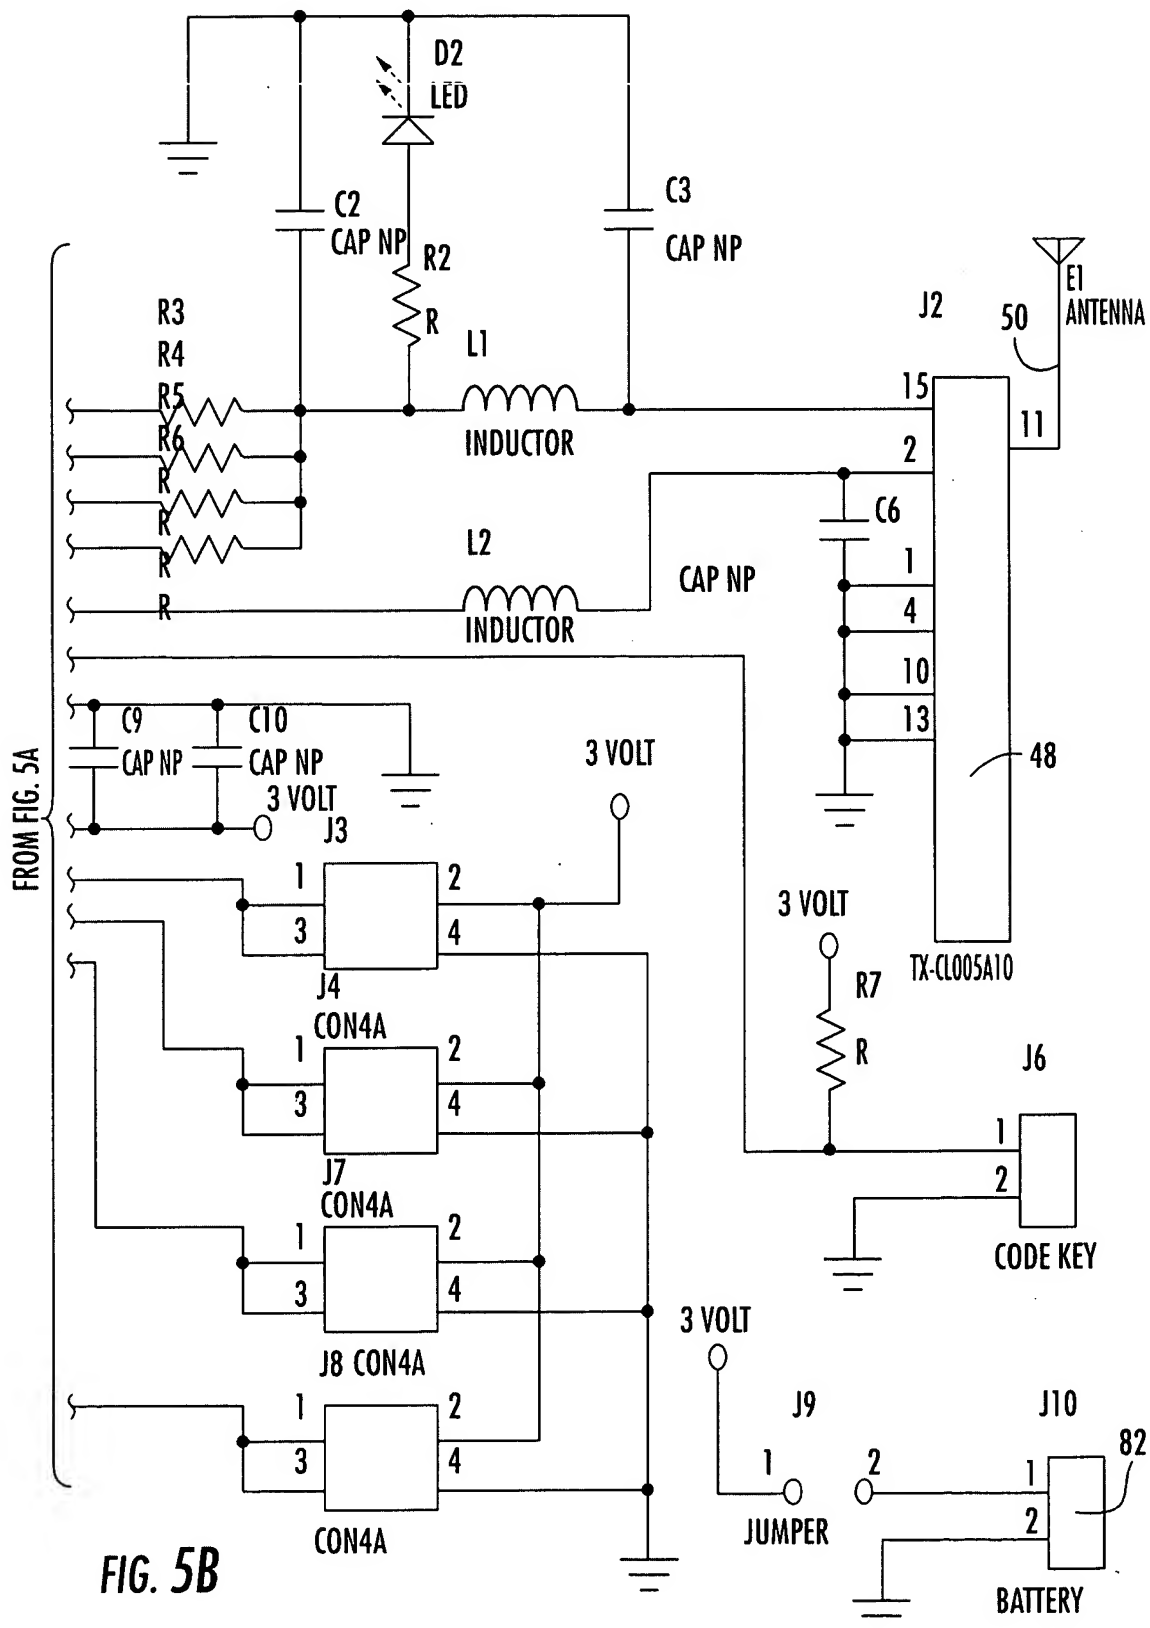 D2
LED
C2
CAP NP
C3
CAP NP
R2
R
R3
R4
R5
R6
R
R
R
R
L1
INDUCTOR
L2
INDUCTOR
J2
50
E1
ANTENNA
15
11
2
C6
CAP NP
1
4
10
13
48
TX-CL005A10
C9
CAP NP
C10
CAP NP
3 VOLT
3 VOLT
FROM FIG. 5A
J3
1
2
3
4
J4
CON4A
1
2
3
4
J7
CON4A
1
2
3
4
J8 CON4A
1
2
3
4
CON4A
3 VOLT
R7
R
J6
1
2
CODE KEY
3 VOLT
J9
1
2
JUMPER
J10
82
1
2
BATTERY
FIG. 5B